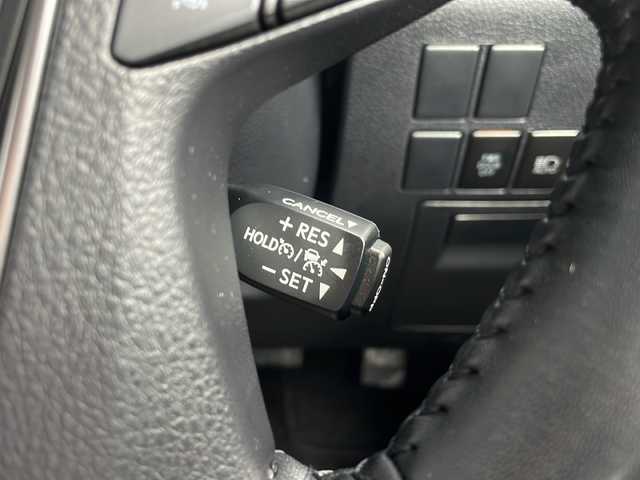 CANCEL ▼
+ RES ▲
HOLD /
− SET ▼